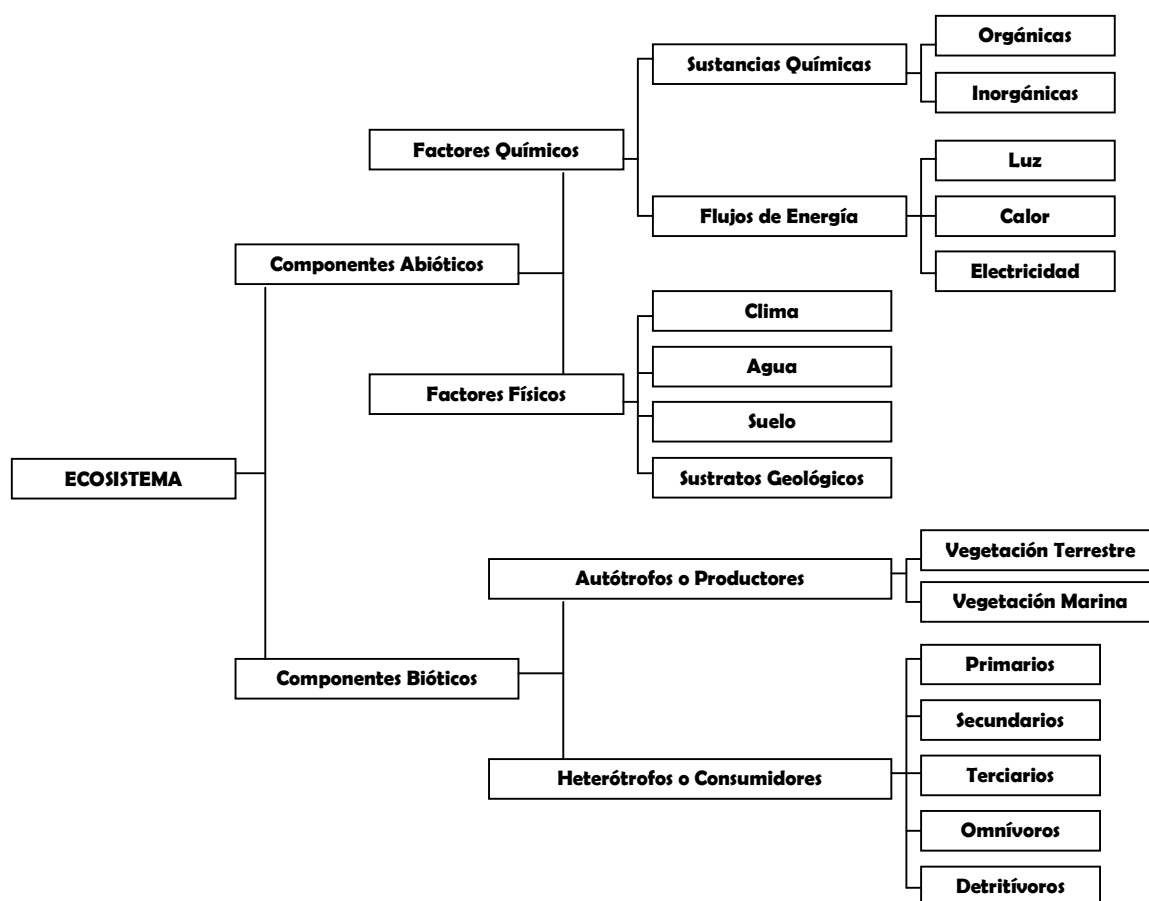 Orgánicas
Sustancias Químicas
Inorgánicas
Factores Químicos
Luz
Flujos de Energía
Calor
Componentes Abióticos
Electricidad
Clima
Agua
Factores Físicos
Suelo
ECOSISTEMA
Sustratos Geológicos
Vegetación Terrestre
Autótrofos o Productores
Vegetación Marina
Primarios
Componentes Bióticos
Secundarios
Heterótrofos o Consumidores
Terciarios
Omnívoros
Detritívoros